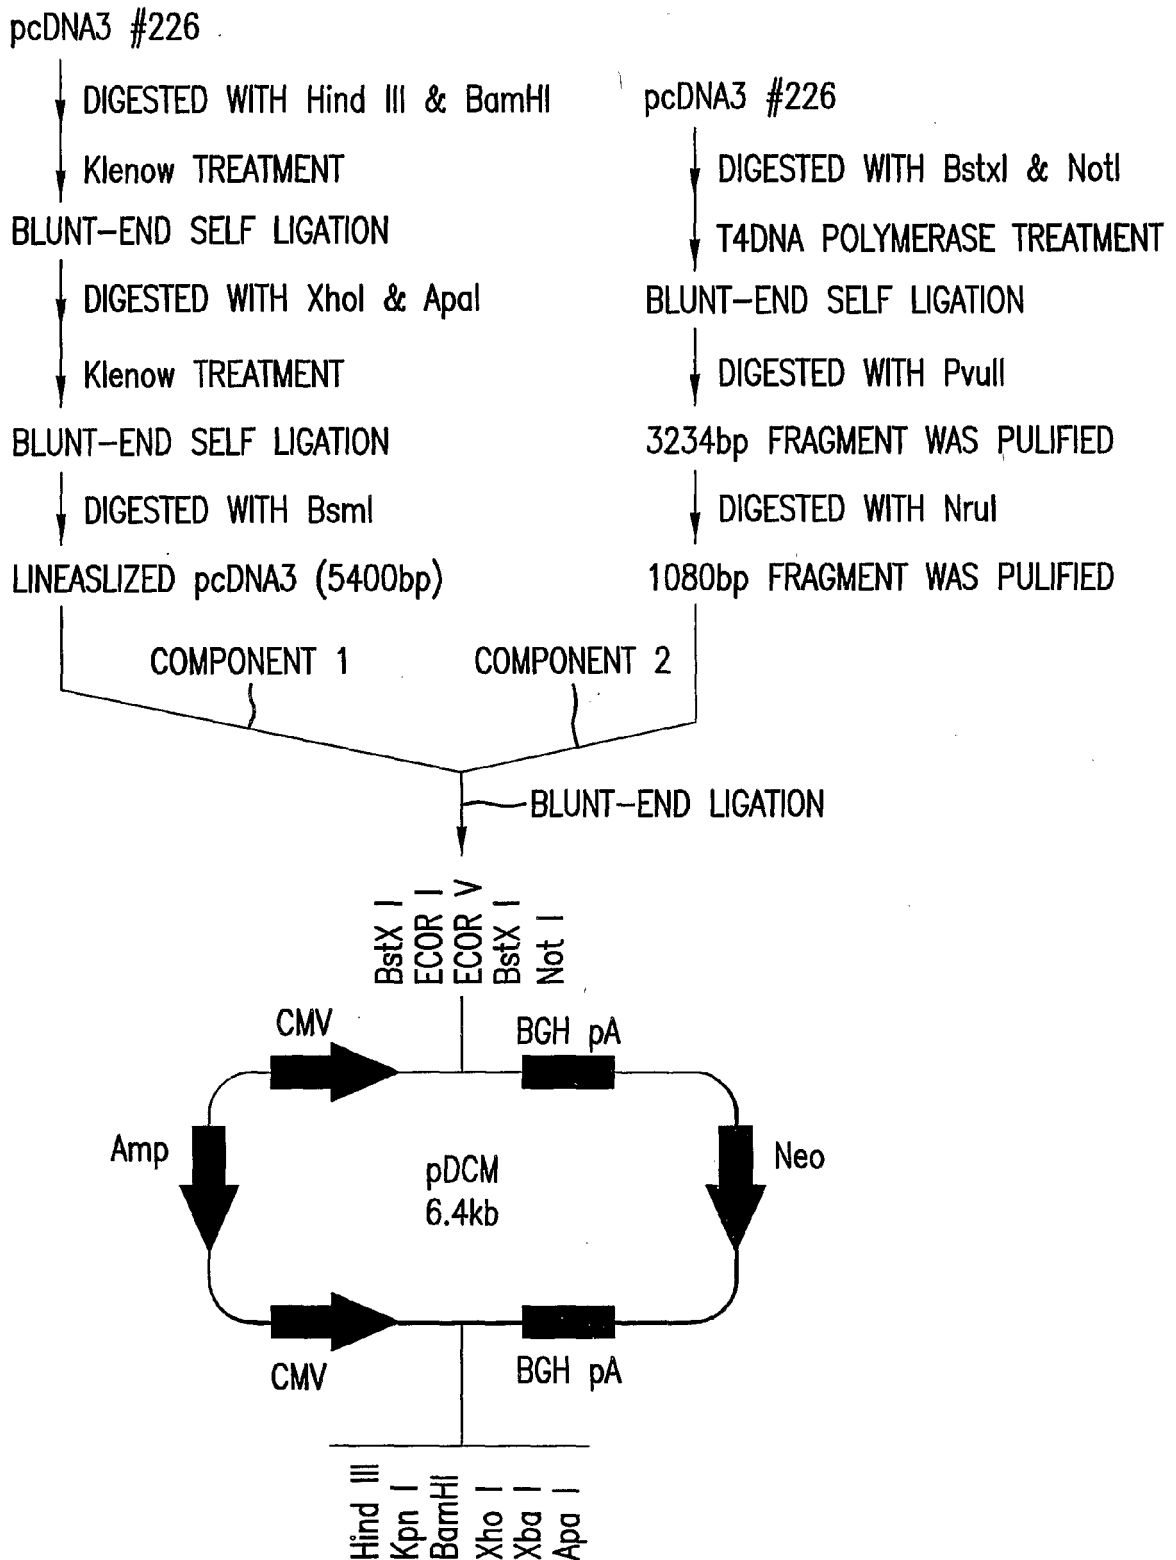 pcDNA3 #226
DIGESTED WITH Hind III & BamHI
Klenow TREATMENT
BLUNT-END SELF LIGATION
DIGESTED WITH XhoI & ApaI
Klenow TREATMENT
BLUNT-END SELF LIGATION
DIGESTED WITH BsmI
LINEASLIZED pcDNA3 (5400bp)
pcDNA3 #226
DIGESTED WITH BstxI & NotI
T4DNA POLYMERASE TREATMENT
BLUNT-END SELF LIGATION
DIGESTED WITH PvuII
3234bp FRAGMENT WAS PULIFIED
DIGESTED WITH NruI
1080bp FRAGMENT WAS PULIFIED
COMPONENT 1
COMPONENT 2
BLUNT-END LIGATION
BstX I
ECOR I
ECOR V
BstX I
Not I
CMV
BGH pA
Amp
pDCM
6.4kb
Neo
CMV
BGH pA
Hind III
Kpn I
BamHI
Xho I
Xba I
Apa I